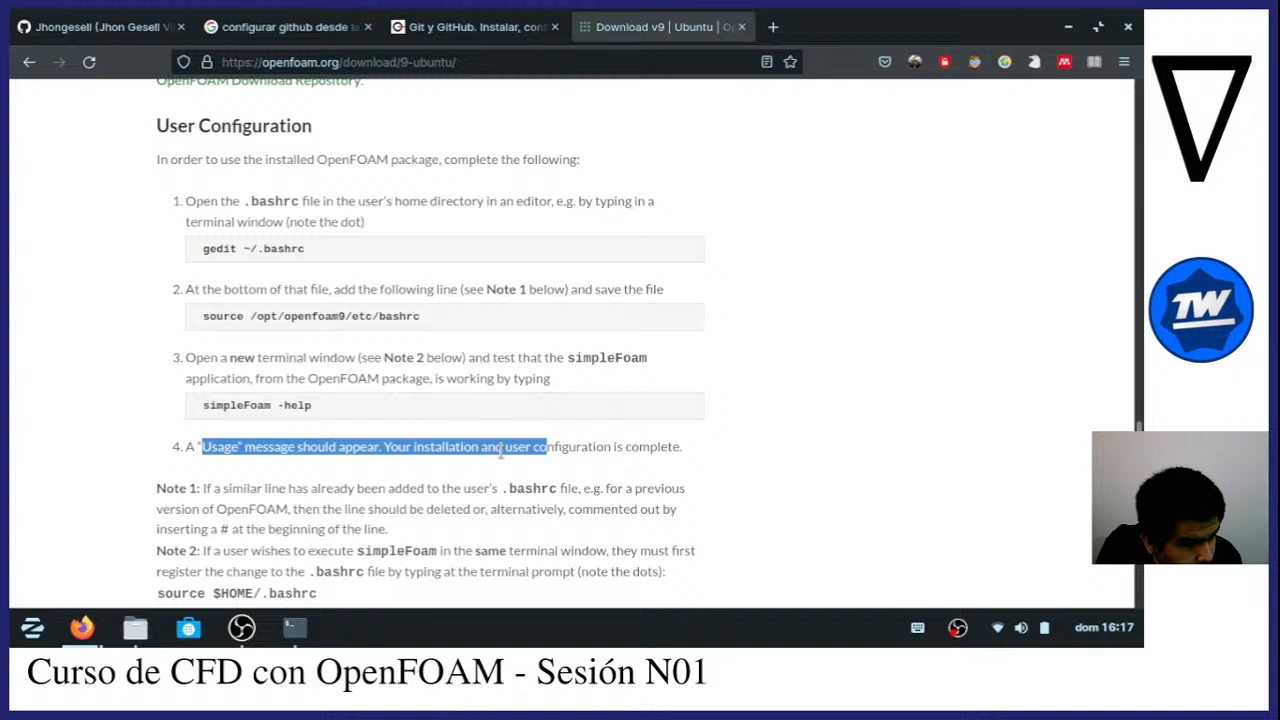 Jhongesell (Jhon Gesell Vi
configurar github desde la
Git y GitHub. Instalar, con
Download v9 | Ubuntu | Op
https://openfoam.org/download/9-ubuntu/
OpenFOAM Download Repository.
User Configuration
In order to use the installed OpenFOAM package, complete the following:
1. Open the .bashrc file in the user's home directory in an editor, e.g. by typing in a
terminal window (note the dot)
gedit ~/.bashrc
2. At the bottom of that file, add the following line (see Note 1 below) and save the file
source /opt/openfoam9/etc/bashrc
3. Open a new terminal window (see Note 2 below) and test that the simpleFoam
application, from the OpenFOAM package, is working by typing
simpleFoam -help
4. A "Usage" message should appear. Your installation and user configuration is complete.
Note 1: If a similar line has already been added to the user's .bashrc file, e.g. for a previous
version of OpenFOAM, then the line should be deleted or, alternatively, commented out by
inserting a # at the beginning of the line.
Note 2: If a user wishes to execute simpleFoam in the same terminal window, they must first
register the change to the .bashrc file by typing at the terminal prompt (note the dots):
source $HOME/.bashrc
TW
dom 16:17
Curso de CFD con OpenFOAM - Sesión N01